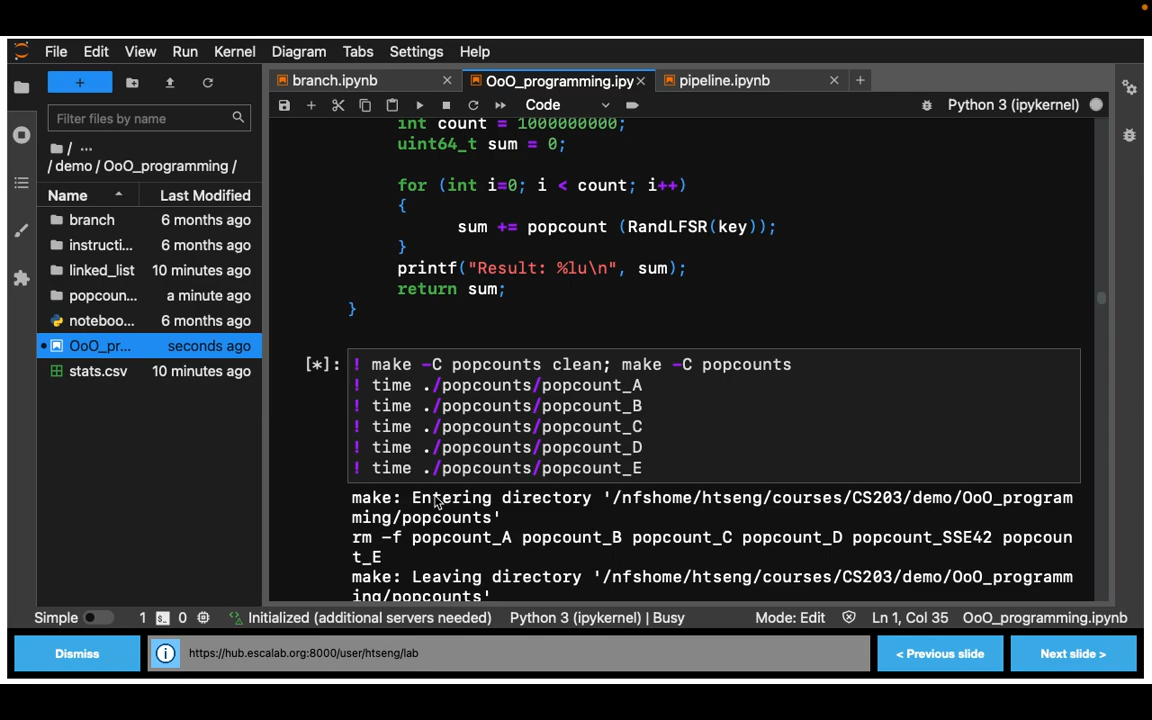 File Edit View Run Kernel Diagram Tabs Settings Help
+
Filter files by name
/ ...
/ demo / OoO_programming /
Name Last Modified
branch 6 months ago
instructi... 6 months ago
linked_list 10 minutes ago
popcoun... a minute ago
noteboo... 6 months ago
OoO_pr... seconds ago
stats.csv 10 minutes ago
branch.ipynb × OoO_programming.ipy × pipeline.ipynb × +
Code Python 3 (ipykernel)
int count = 1000000000;
uint64_t sum = 0;
for (int i=0; i < count; i++)
{
sum += popcount (RandLFSR(key));
}
printf("Result: %lu\n", sum);
return sum;
}
[*]: ! make -C popcounts clean; make -C popcounts
! time ./popcounts/popcount_A
! time ./popcounts/popcount_B
! time ./popcounts/popcount_C
! time ./popcounts/popcount_D
! time ./popcounts/popcount_E
make: Entering directory '/nfshome/htseng/courses/CS203/demo/OoO_program
ming/popcounts'
rm -f popcount_A popcount_B popcount_C popcount_D popcount_SSE42 popcoun
t_E
make: Leaving directory '/nfshome/htseng/courses/CS203/demo/OoO_programm
ing/popcounts'
Simple 1 0 Initialized (additional servers needed) Python 3 (ipykernel) | Busy Mode: Edit Ln 1, Col 35 OoO_programming.ipynb
Dismiss https://hub.escalab.org:8000/user/htseng/lab < Previous slide Next slide >